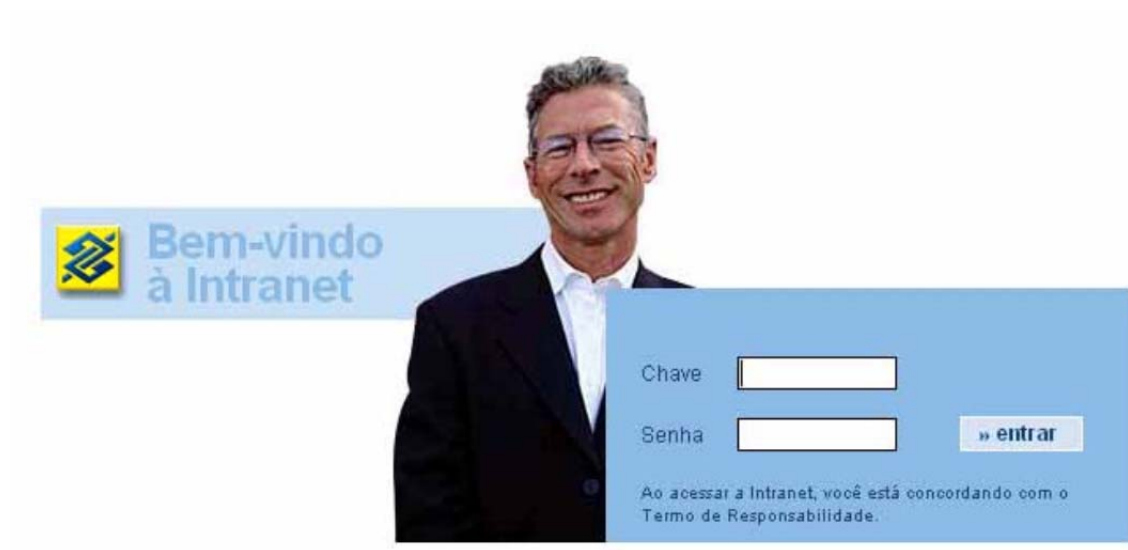 Bem-vindo
à Intranet
Chave
Senha
» entrar
Ao acessar a Intranet, você está concordando com o
Termo de Responsabilidade.